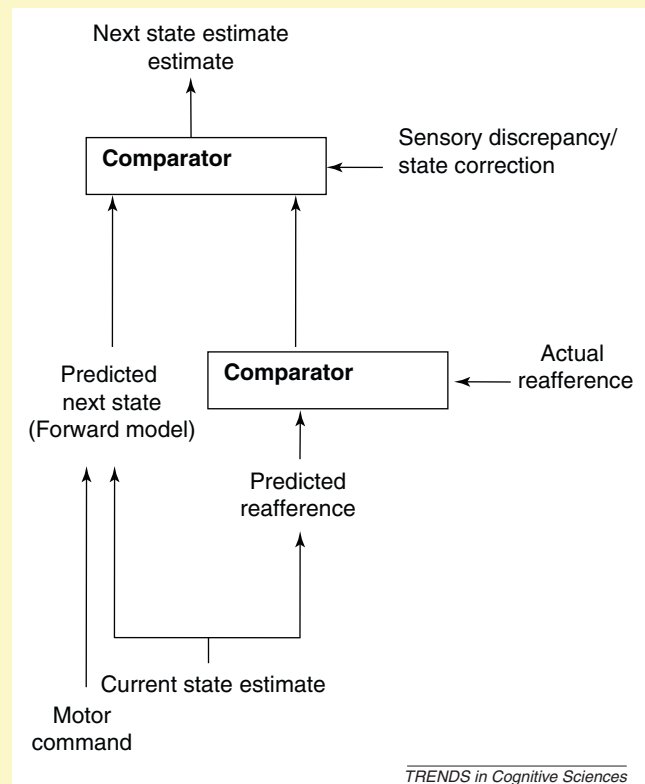 Next state estimate
estimate
Comparator
Sensory discrepancy/
state correction
Predicted
next state
(Forward model)
Comparator
Actual
reafference
Predicted
reafference
Current state estimate
Motor
command
TRENDS in Cognitive Sciences